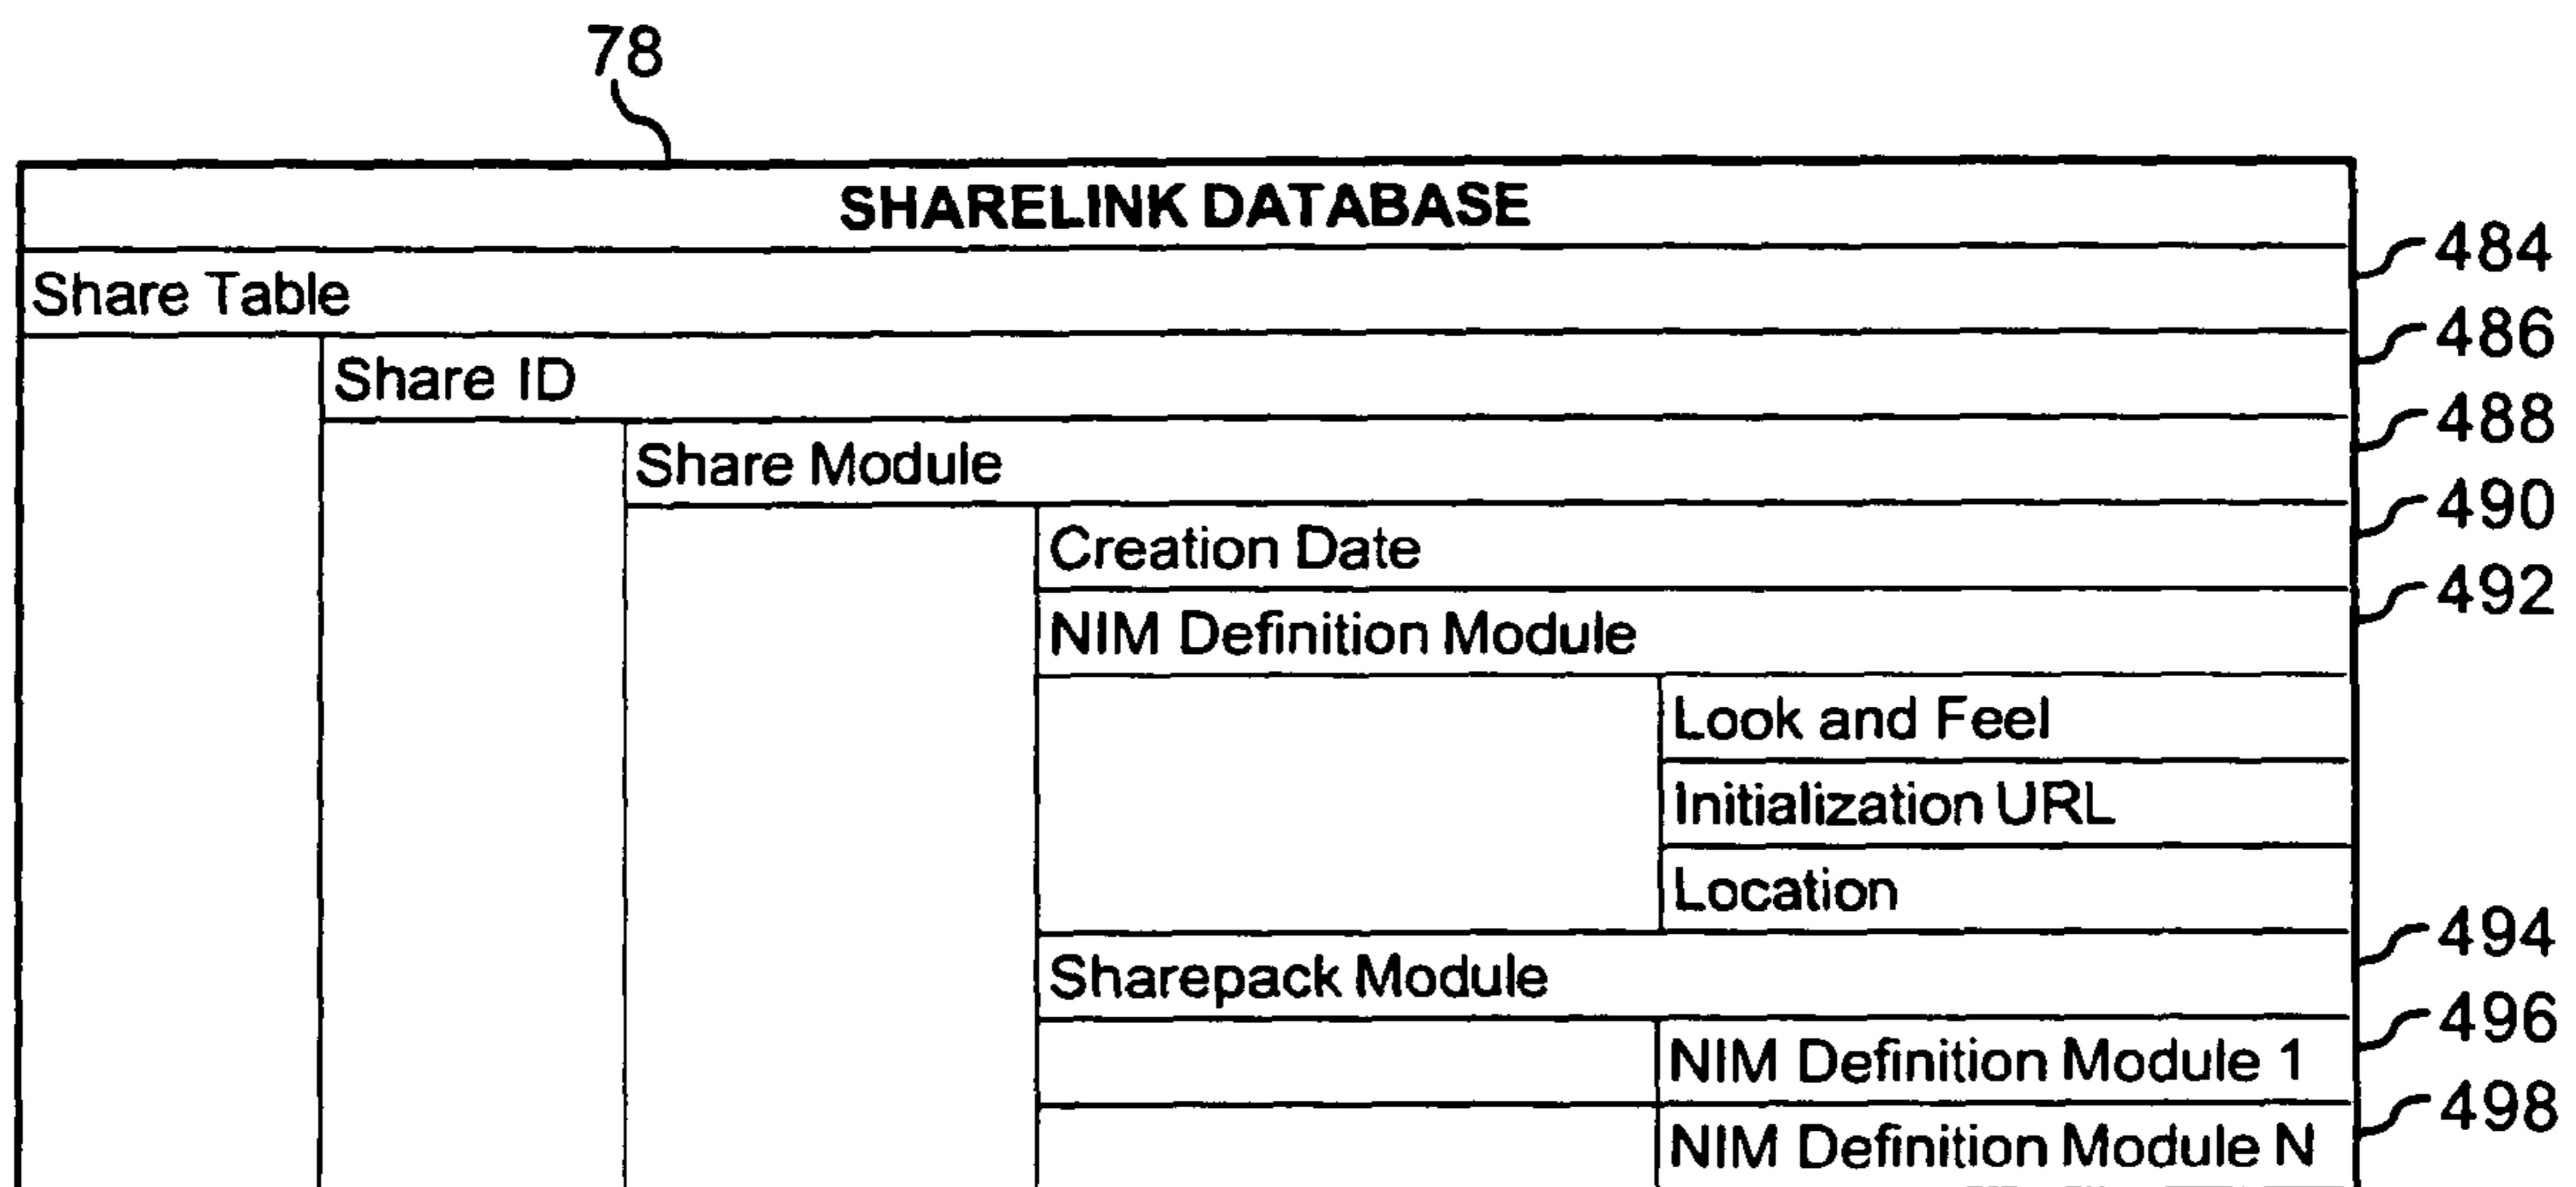 78
SHARELINK DATABASE
484
Share Table
486
Share ID
488
Share Module
490
Creation Date
492
NIM Definition Module
Look and Feel
Initialization URL
Location
494
Sharepack Module
496
NIM Definition Module 1
498
NIM Definition Module N